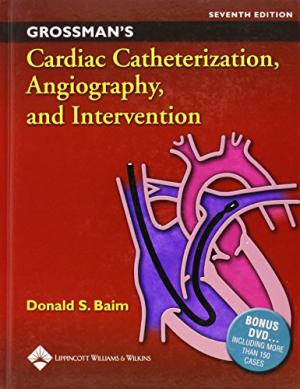 SEVENTH EDITION
GROSSMAN'S
Cardiac Catheterization,
Angiography,
and Intervention
Donald S. Baim
BONUS
DVD...
INCLUDING MORE
THAN 150
CASES
LIPPINCOTT WILLIAMS & WILKINS